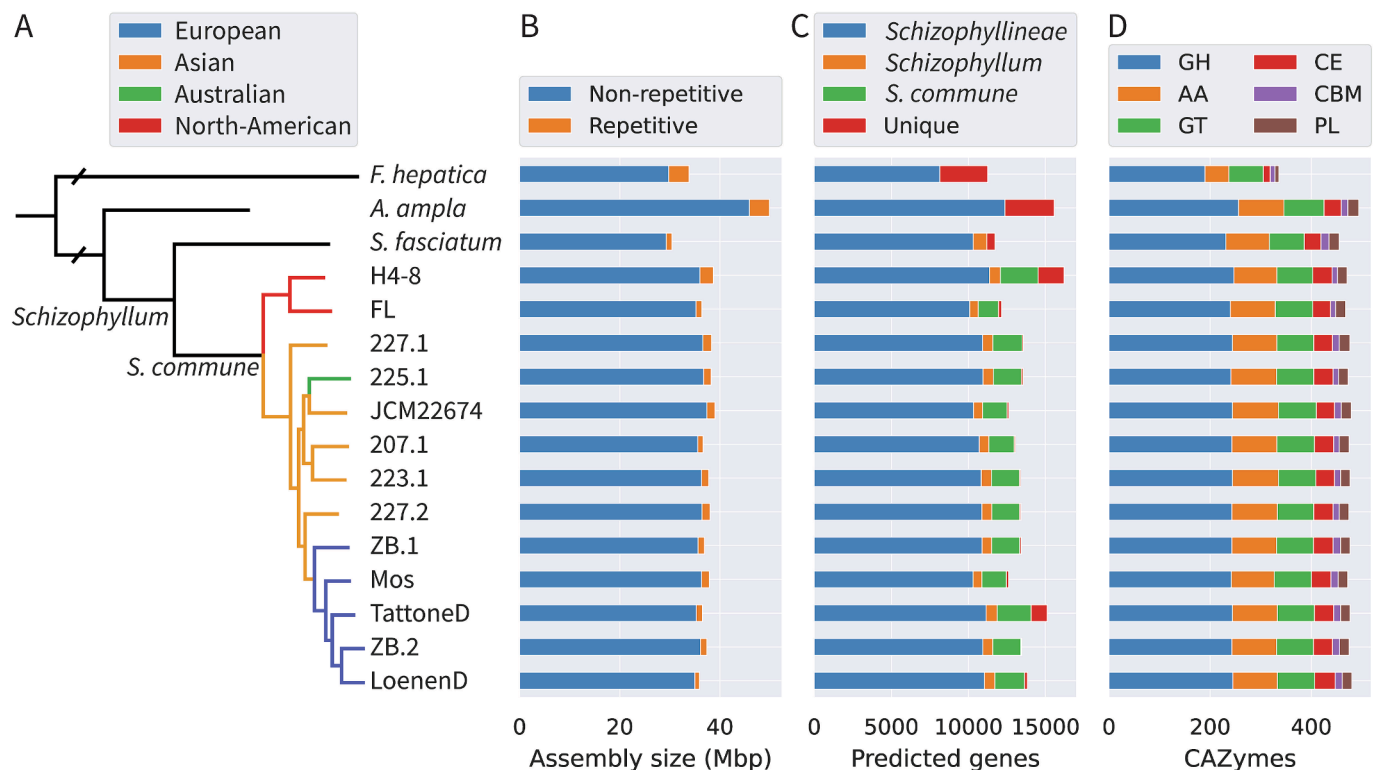 A
European
Asian
Australian
North-American
B
Non-repetitive
Repetitive
C
Schizophyllineae
Schizophyllum
S. commune
Unique
D
GH
AA
GT
CE
CBM
PL
F. hepatica
A. ampla
S. fasciatum
H4-8
FL
227.1
225.1
JCM22674
207.1
223.1
227.2
ZB.1
Mos
TattoneD
ZB.2
LoenenD
Schizophyllum
S. commune
0 20 40
Assembly size (Mbp)
0 5000 10000 15000
Predicted genes
0 200 400
CAZymes